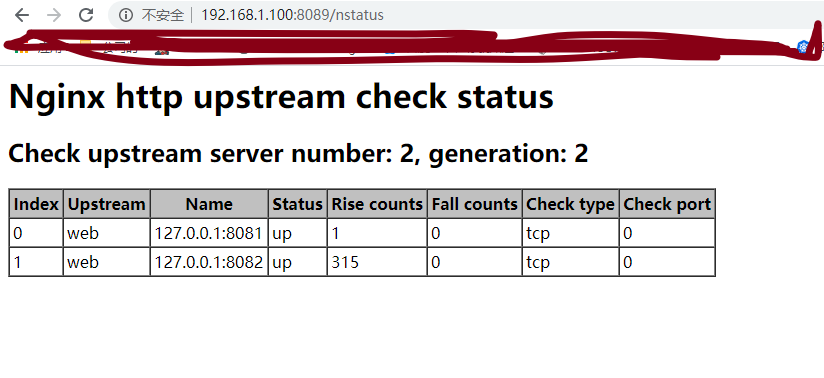 不安全 | 192.168.1.100:8089/nstatus
Nginx http upstream check status
Check upstream server number: 2, generation: 2
Index Upstream Name Status Rise counts Fall counts Check type Check port
0 web 127.0.0.1:8081 up 1 0 tcp 0
1 web 127.0.0.1:8082 up 315 0 tcp 0